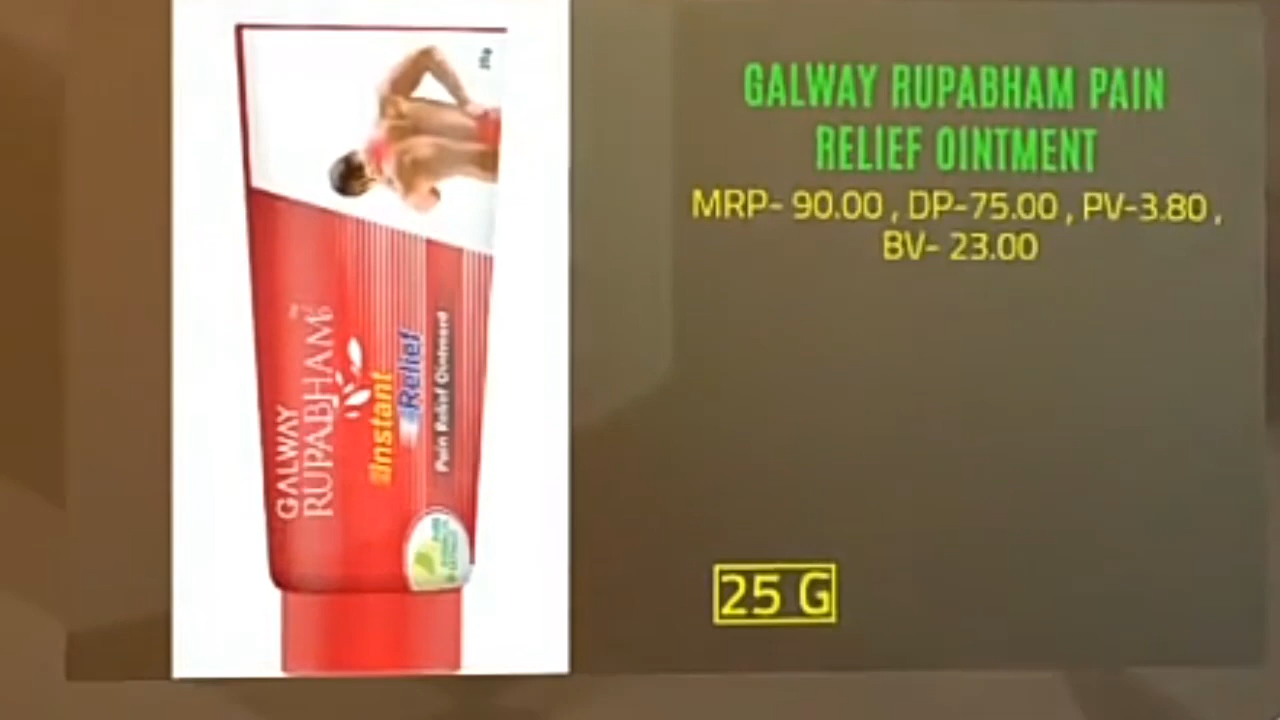 GALWAY RUPABHAM PAIN
RELIEF OINTMENT
MRP- 90.00 , DP-75.00 , PV-3.80 ,
BV- 23.00
25 G
GALWAY
RUPABHAM
Instant
Relief
Pain Relief Ointment